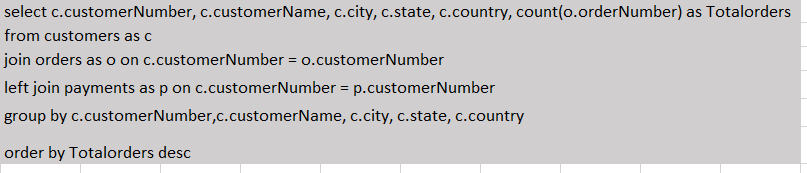 select c.customerNumber, c.customerName, c.city, c.state, c.country, count(o.orderNumber) as Totalorders
from customers as c
join orders as o on c.customerNumber = o.customerNumber
left join payments as p on c.customerNumber = p.customerNumber
group by c.customerNumber,c.customerName, c.city, c.state, c.country
order by Totalorders desc